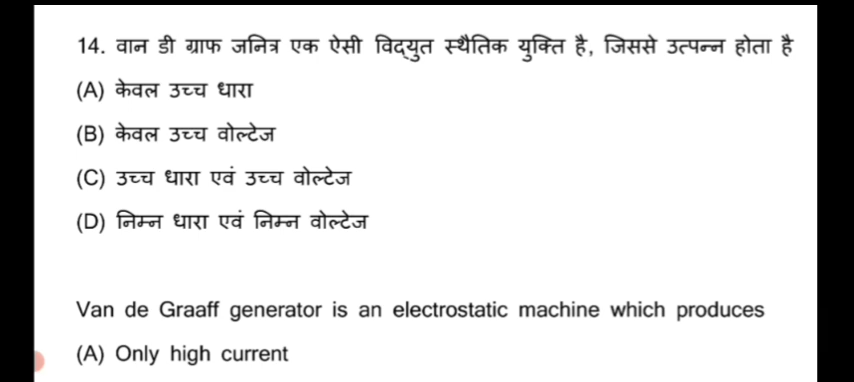 14. वान डी ग्राफ जनित्र एक ऐसी विद्युत स्थैतिक युक्ति है, जिससे उत्पन्न होता है
(A) केवल उच्च धारा
(B) केवल उच्च वोल्टेज
(C) उच्च धारा एवं उच्च वोल्टेज
(D) निम्न धारा एवं निम्न वोल्टेज
Van de Graaff generator is an electrostatic machine which produces
(A) Only high current